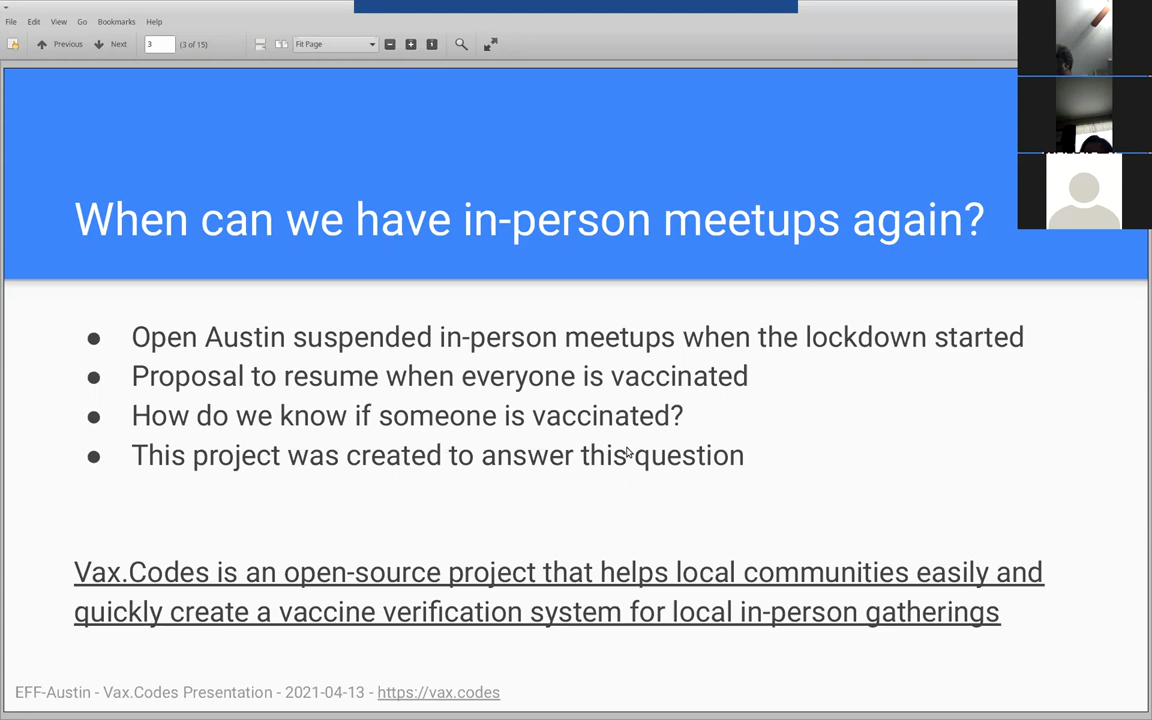 File Edit View Go Bookmarks Help
Previous Next 3 (3 of 15) Fit Page
When can we have in-person meetups again?
● Open Austin suspended in-person meetups when the lockdown started
● Proposal to resume when everyone is vaccinated
● How do we know if someone is vaccinated?
● This project was created to answer this question
Vax.Codes is an open-source project that helps local communities easily and
quickly create a vaccine verification system for local in-person gatherings
EFF-Austin - Vax.Codes Presentation - 2021-04-13 - https://vax.codes